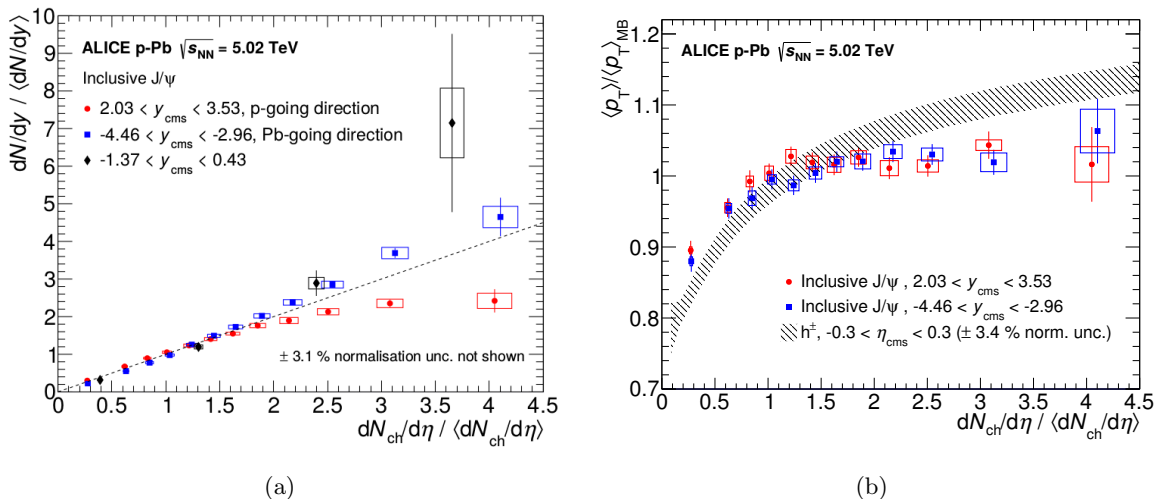 dN/dy / ⟨dN/dy⟩
10
9
8
7
6
5
4
3
2
1
0
ALICE p-Pb √sNN = 5.02 TeV
Inclusive J/ψ
2.03 < ycms < 3.53, p-going direction
-4.46 < ycms < -2.96, Pb-going direction
-1.37 < ycms < 0.43
± 3.1 % normalisation unc. not shown
0 0.5 1 1.5 2 2.5 3 3.5 4 4.5
dNch/dη / ⟨dNch/dη⟩
(a)
⟨pT⟩/⟨pT⟩MB
1.2
1.1
1.0
0.9
0.8
0.7
ALICE p-Pb √sNN = 5.02 TeV
Inclusive J/ψ , 2.03 < ycms < 3.53
Inclusive J/ψ , -4.46 < ycms < -2.96
h±, -0.3 < ηcms < 0.3 (± 3.4 % norm. unc.)
0 0.5 1.0 1.5 2.0 2.5 3.0 3.5 4.0 4.5
dNch/dη / ⟨dNch/dη⟩
(b)